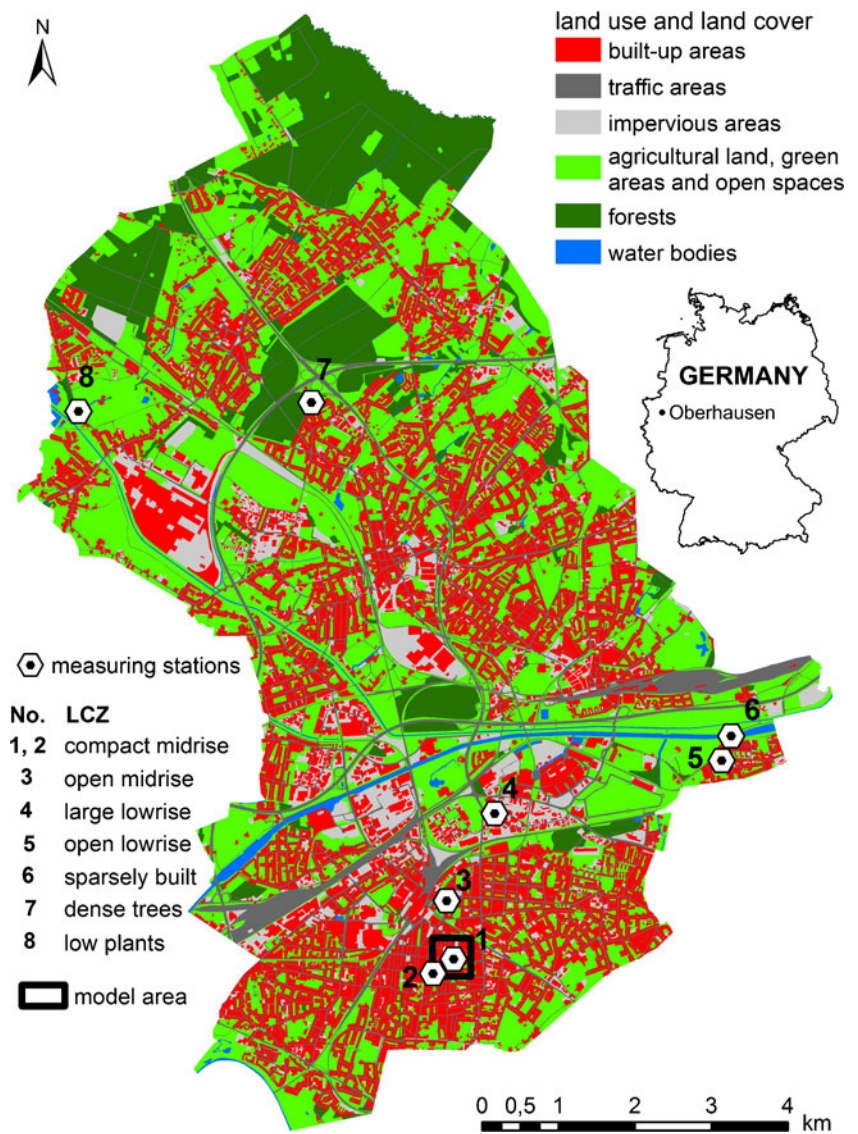 N
land use and land cover
built-up areas
traffic areas
impervious areas
agricultural land, green
areas and open spaces
forests
water bodies
GERMANY
Oberhausen
7
8
measuring stations
No. LCZ
1, 2 compact midrise
3 open midrise
4 large lowrise
5 open lowrise
6 sparsely built
7 dense trees
8 low plants
model area
6
5
4
3
1
2
0 0,5 1 2 3 4
km